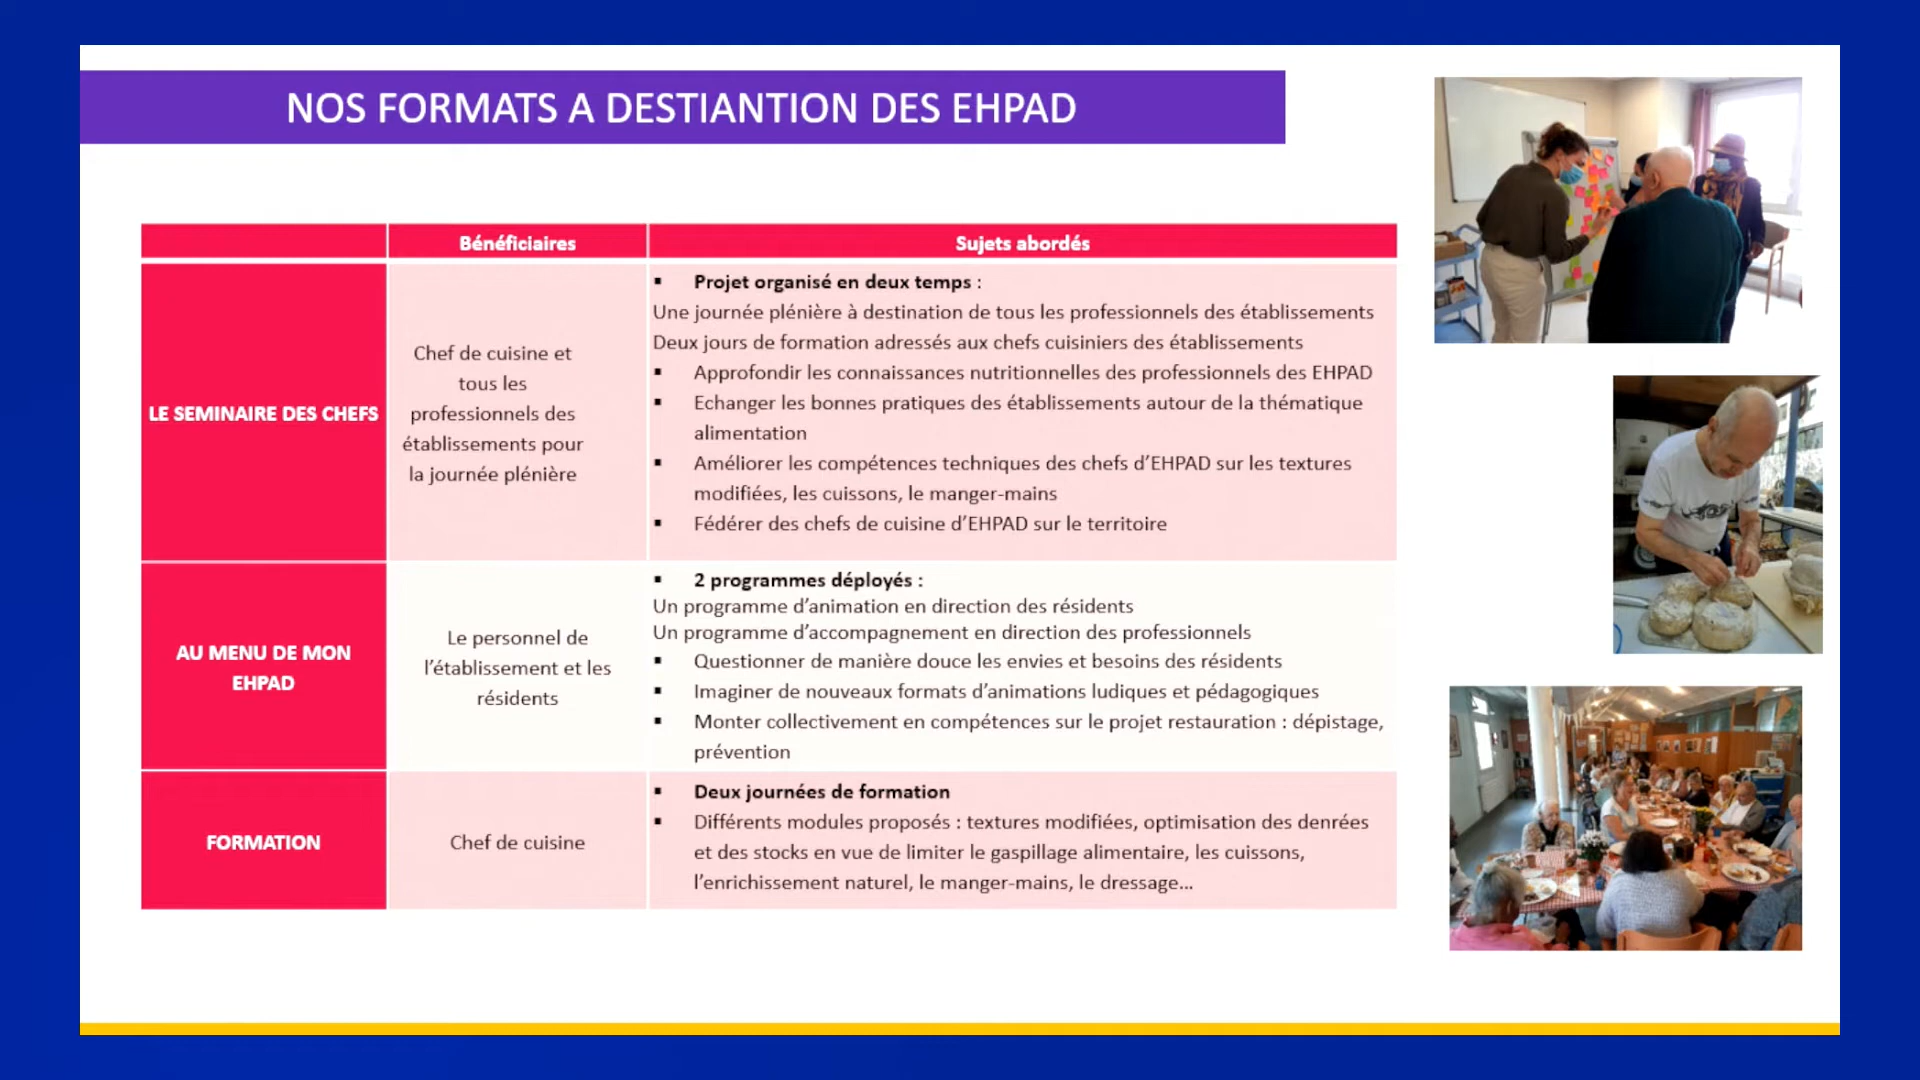 NOS FORMATS A DESTIANTION DES EHPAD
Bénéficiaires
Sujets abordés
LE SEMINAIRE DES CHEFS
Chef de cuisine et
tous les
professionnels des
établissements pour
la journée plénière
▪ Projet organisé en deux temps :
Une journée plénière à destination de tous les professionnels des établissements
Deux jours de formation adressés aux chefs cuisiniers des établissements
▪ Approfondir les connaissances nutritionnelles des professionnels des EHPAD
▪ Echanger les bonnes pratiques des établissements autour de la thématique
alimentation
▪ Améliorer les compétences techniques des chefs d’EHPAD sur les textures
modifiées, les cuissons, le manger-mains
▪ Fédérer des chefs de cuisine d’EHPAD sur le territoire
AU MENU DE MON
EHPAD
Le personnel de
l’établissement et les
résidents
▪ 2 programmes déployés :
Un programme d’animation en direction des résidents
Un programme d’accompagnement en direction des professionnels
▪ Questionner de manière douce les envies et besoins des résidents
▪ Imaginer de nouveaux formats d’animations ludiques et pédagogiques
▪ Monter collectivement en compétences sur le projet restauration : dépistage,
prévention
FORMATION
Chef de cuisine
▪ Deux journées de formation
▪ Différents modules proposés : textures modifiées, optimisation des denrées
et des stocks en vue de limiter le gaspillage alimentaire, les cuissons,
l’enrichissement naturel, le manger-mains, le dressage…